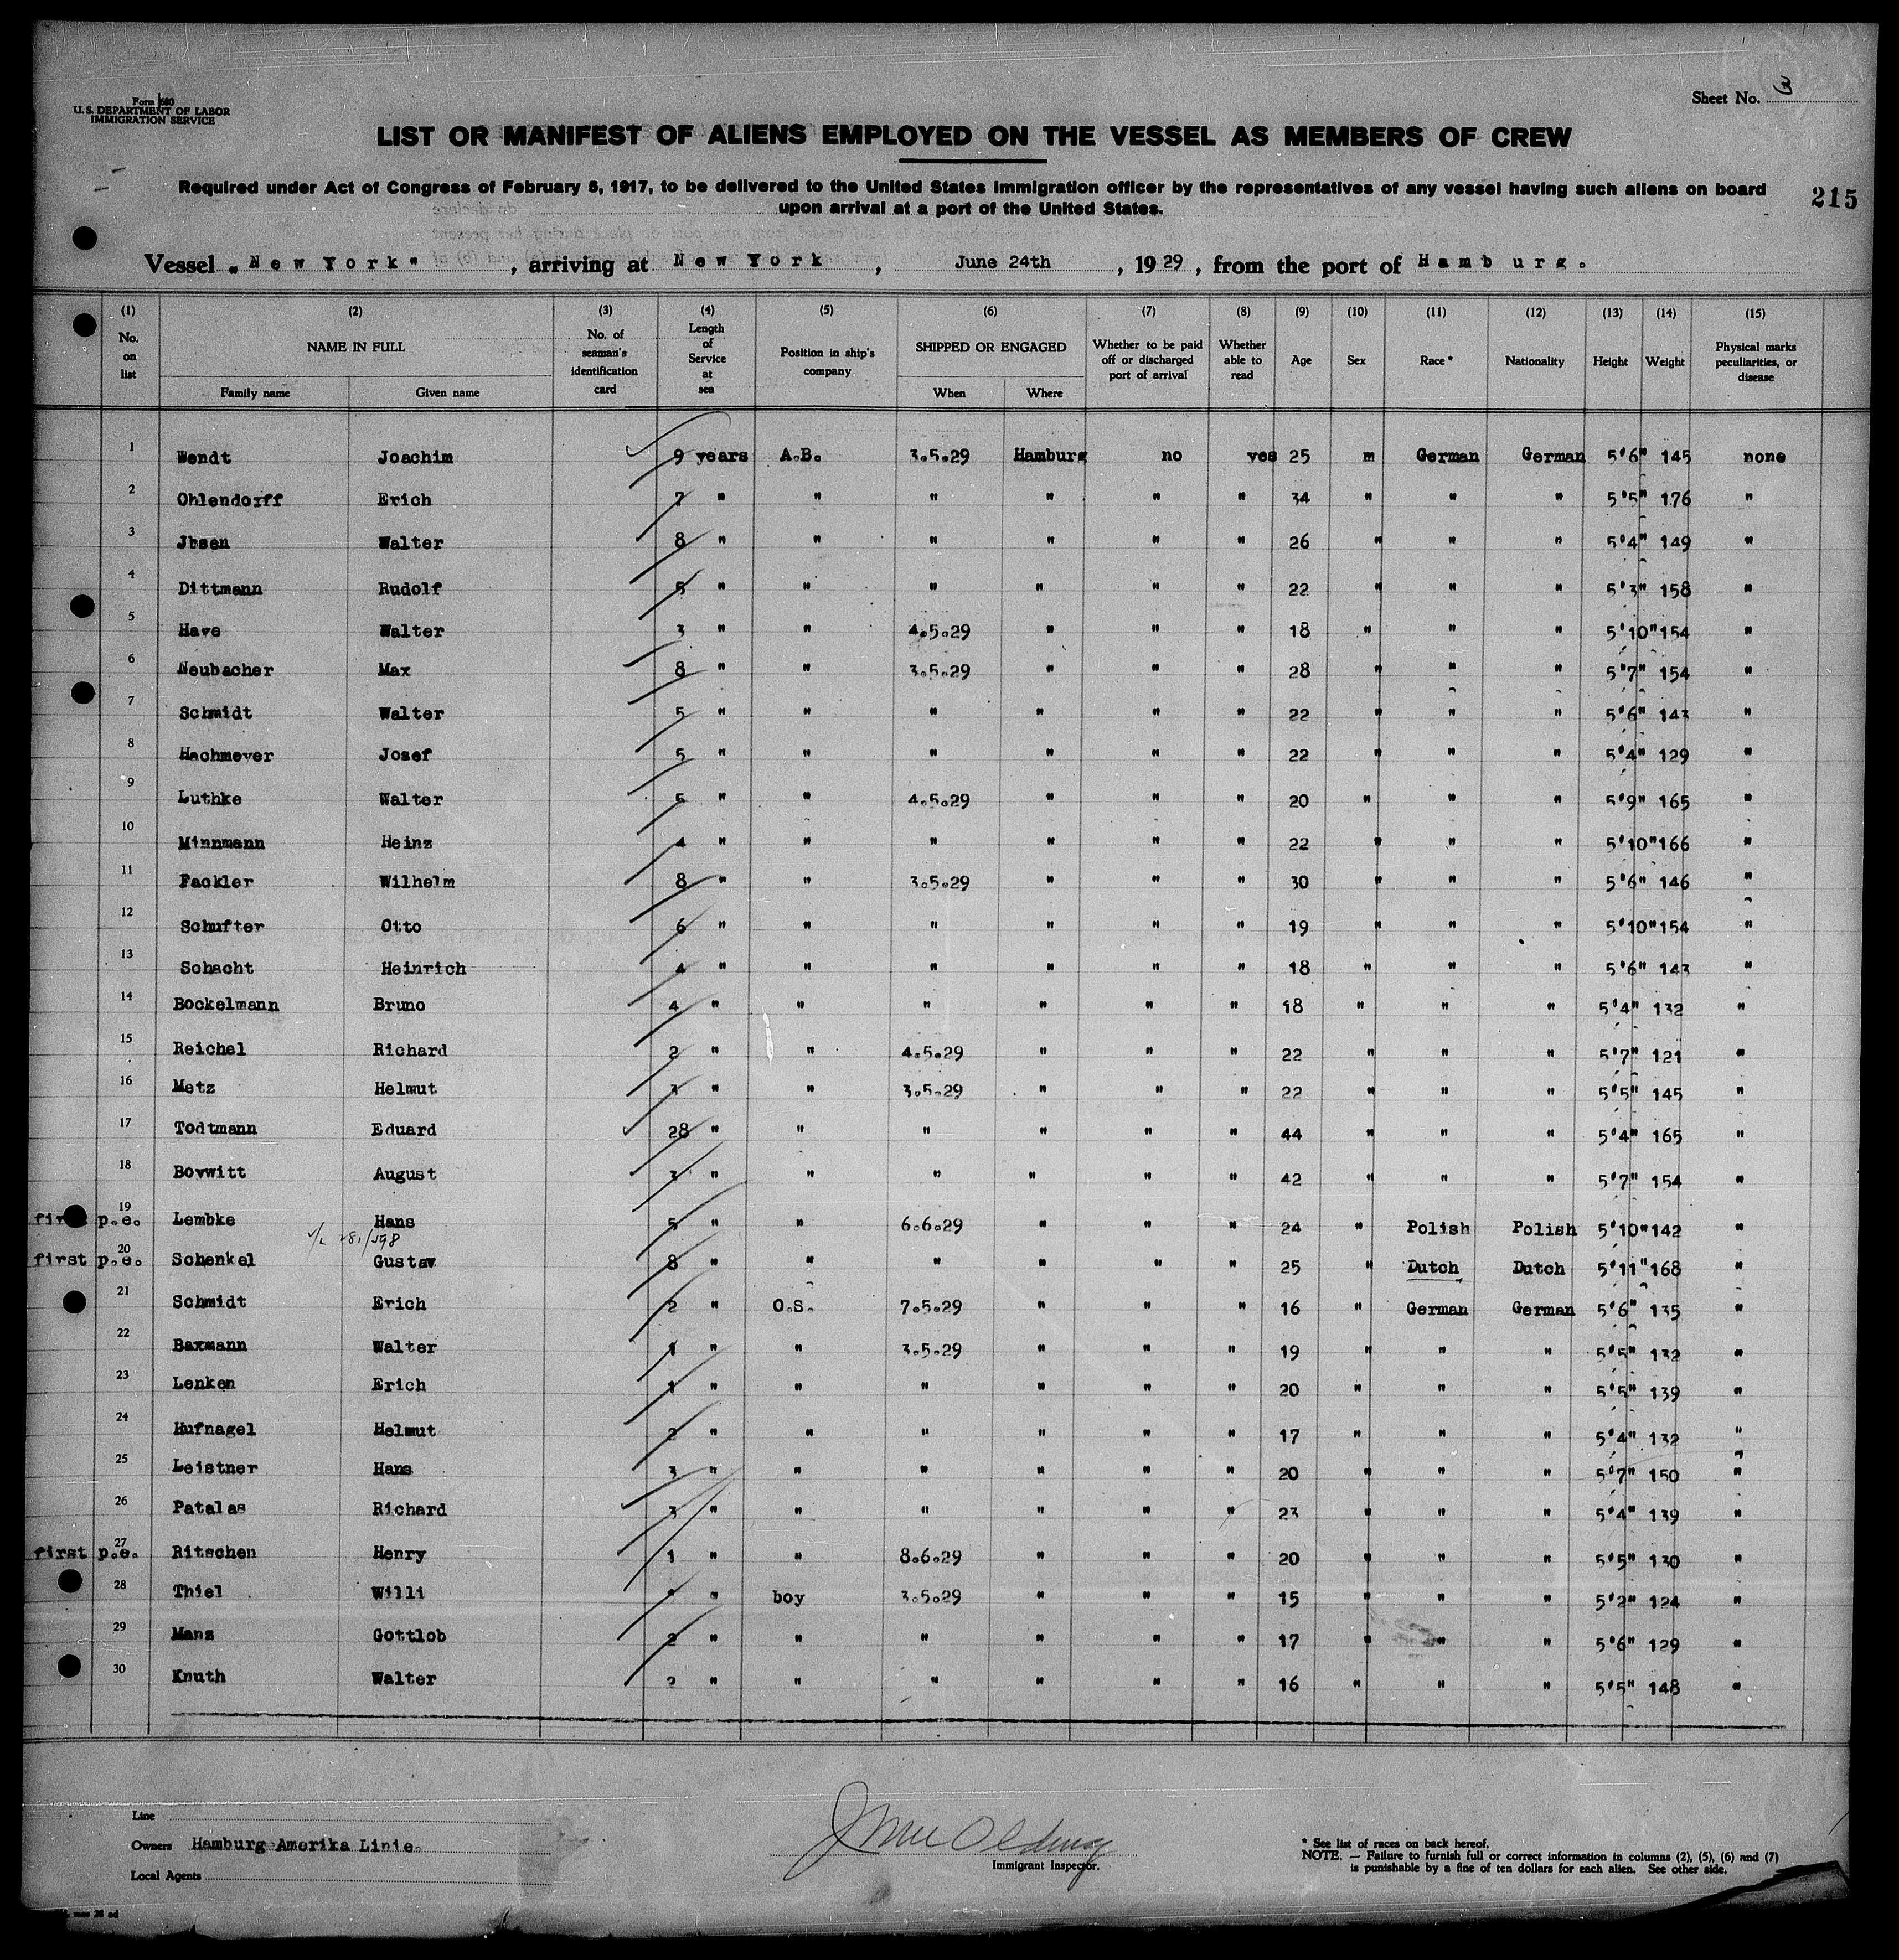 Form 680
U. S. DEPARTMENT OF LABOR
IMMIGRATION SERVICE
Sheet No. 3
LIST OR MANIFEST OF ALIENS EMPLOYED ON THE VESSEL AS MEMBERS OF CREW
Required under Act of Congress of February 5, 1917, to be delivered to the United States Immigration officer by the representatives of any vessel having such aliens on board
upon arrival at a port of the United States.
215
Vessel "New York" , arriving at New York , June 24th , 1929 , from the port of Hamburg.
(1) (2) (3) (4) (5) (6) (7) (8) (9) (10) (11) (12) (13) (14) (15)
No. on list NAME IN FULL Family name Given name No. of seaman's identification card Length of Service at sea Position in ship's company SHIPPED OR ENGAGED When Where Whether to be paid off or discharged port of arrival Whether able to read Age Sex Race * Nationality Height Weight Physical marks peculiarities, or disease
1 Wendt Joachim 9 years A.B. 3.5.29 Hamburg no yes 25 m German German 5'6" 145 none
2 Ohlendorff Erich 7 " " " " " " 34 " " " 5'5" 176 "
3 Jbsen Walter 8 " " " " " " 26 " " " 5'4" 149 "
4 Dittmann Rudolf 5 " " " " " " 22 " " " 5'3" 158 "
5 Have Walter 3 " " 4.5.29 " " " 18 " " " 5'10" 154 "
6 Neubacher Max 8 " " 3.5.29 " " " 28 " " " 5'7" 154 "
7 Schmidt Walter 5 " " " " " " 22 " " " 5'6" 143 "
8 Hachmeyer Josef 5 " " " " " " 22 " " " 5'4" 129 "
9 Luthke Walter 5 " " 4.5.29 " " " 20 " " " 5'9" 165 "
10 Minnmann Heinz 4 " " " " " " 22 " " " 5'10" 166 "
11 Fackler Wilhelm 8 " " 3.5.29 " " " 30 " " " 5'6" 146 "
12 Schufter Otto 6 " " " " " " 19 " " " 5'10" 154 "
13 Schacht Heinrich 4 " " " " " " 18 " " " 5'6" 143 "
14 Bockelmann Bruno 4 " " " " " " 18 " " " 5'4" 132 "
15 Reichel Richard 2 " " 4.5.29 " " " 22 " " " 5'7" 121 "
16 Metz Helmut 3 " " 3.5.29 " " " 22 " " " 5'5" 145 "
17 Todtmann Eduard 28 " " " " " " 44 " " " 5'4" 165 "
18 Boywitt August 3 " " " " " " 42 " " " 5'7" 154 "
first p.e. 19 Lembke Hans 5 " " 6.6.29 " " " 24 " Polish Polish 5'10" 142 "
first p.e. 20 Schenkel Gustav 8 " " " " " " 25 " Dutch Dutch 5'11" 168 "
21 Schmidt Erich 2 " O.S. 7.5.29 " " " 16 " German German 5'6" 135 "
22 Baxmann Walter 1 " " 3.5.29 " " " 19 " " " 5'5" 132 "
23 Lenken Erich 1 " " " " " " 20 " " " 5'5" 139 "
24 Hufnagel Helmut 2 " " " " " " 17 " " " 5'4" 132 "
25 Leistner Hans 3 " " " " " " 20 " " " 5'7" 150 "
26 Patalas Richard 3 " " " " " " 23 " " " 5'4" 139 "
first p.e. 27 Ritschen Henry 1 " " 8.6.29 " " " 20 " " " 5'5" 130 "
28 Thiel Willi " boy 3.5.29 " " " 15 " " " 5'2" 124 "
29 Manz Gottlob 2 " " " " " " 17 " " " 5'6" 129 "
30 Knuth Walter 2 " " " " " " 16 " " " 5'5" 148 "
Line
Owners Hamburg Amerika Linie.
Local Agents
Immigrant Inspector.
* See list of races on back hereof.
NOTE. — Failure to furnish full or correct information in columns (2), (5), (6) and (7)
is punishable by a fine of ten dollars for each alien. See other side.